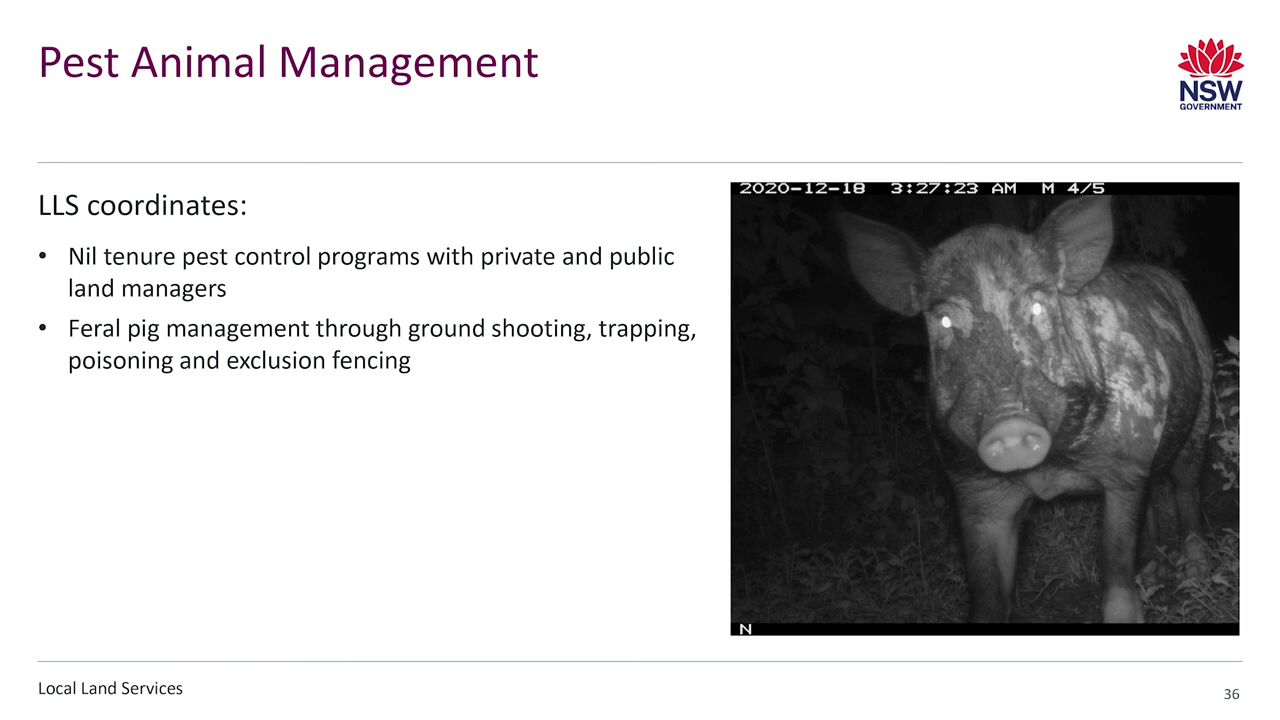 Pest Animal Management
NSW
GOVERNMENT
LLS coordinates:
• Nil tenure pest control programs with private and public
land managers
• Feral pig management through ground shooting, trapping,
poisoning and exclusion fencing
2020-12-18 3:27:23 AM M 4/5
N
Local Land Services
36